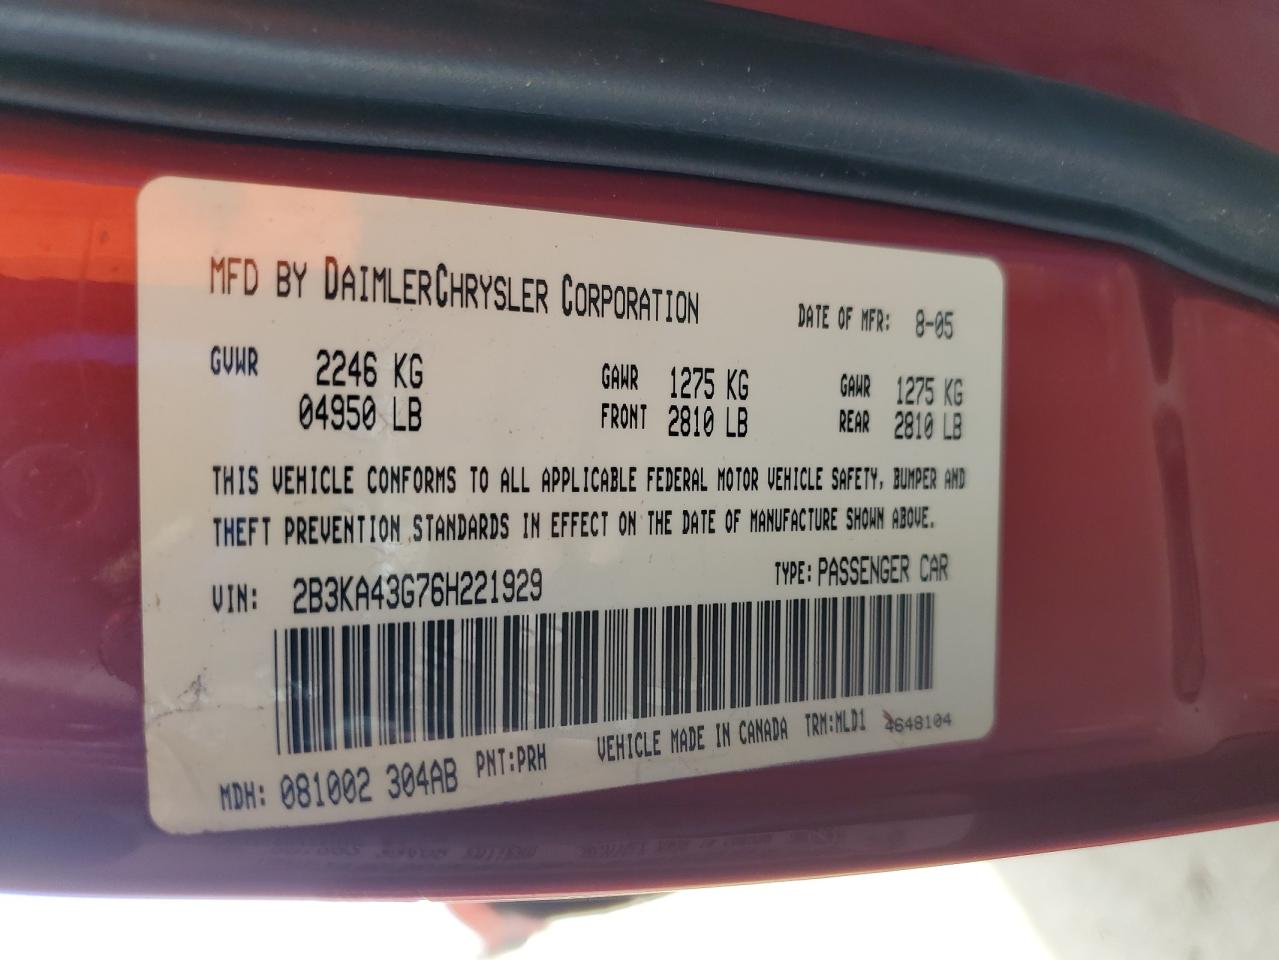 MFD BY DAIMLERCHRYSLER CORPORATION DATE OF MFR: 8-05
GVWR 2246 KG GAWR 1275 KG GAWR 1275 KG
04950 LB FRONT 2810 LB REAR 2810 LB
THIS VEHICLE CONFORMS TO ALL APPLICABLE FEDERAL MOTOR VEHICLE SAFETY, BUMPER AND
THEFT PREVENTION STANDARDS IN EFFECT ON THE DATE OF MANUFACTURE SHOWN ABOVE.
VIN: 2B3KA43G76H221929 TYPE: PASSENGER CAR
MDH: 081002 304AB PNT:PRH VEHICLE MADE IN CANADA TRM:MLD1 4648104